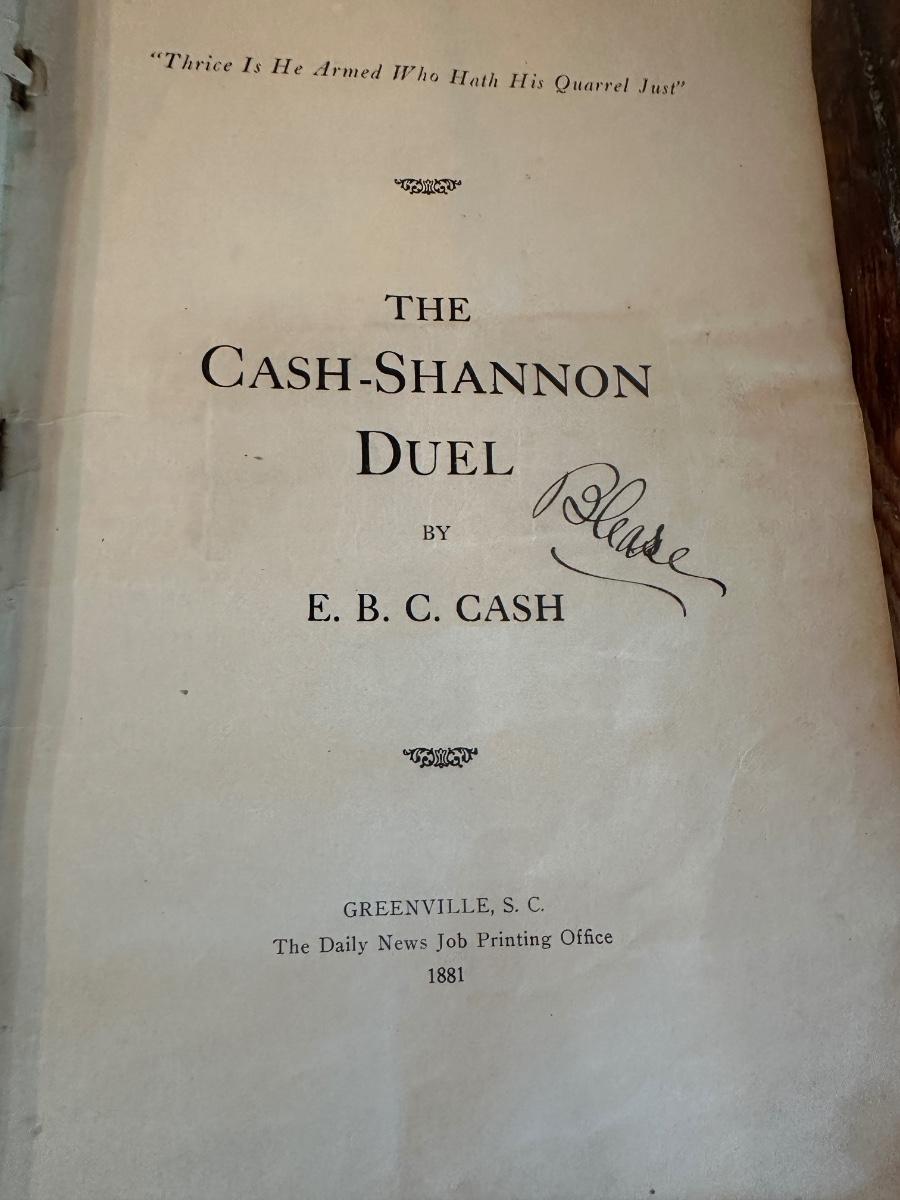 "Thrice Is He Armed Who Hath His Quarrel Just"
THE
CASH-SHANNON
DUEL
Blease
BY
E. B. C. CASH
GREENVILLE, S. C.
The Daily News Job Printing Office
1881